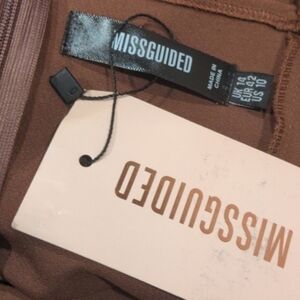 MISSGUIDED
MADE IN
CHINA
UK 14
EUR 42
US 10
MISSGUIDED